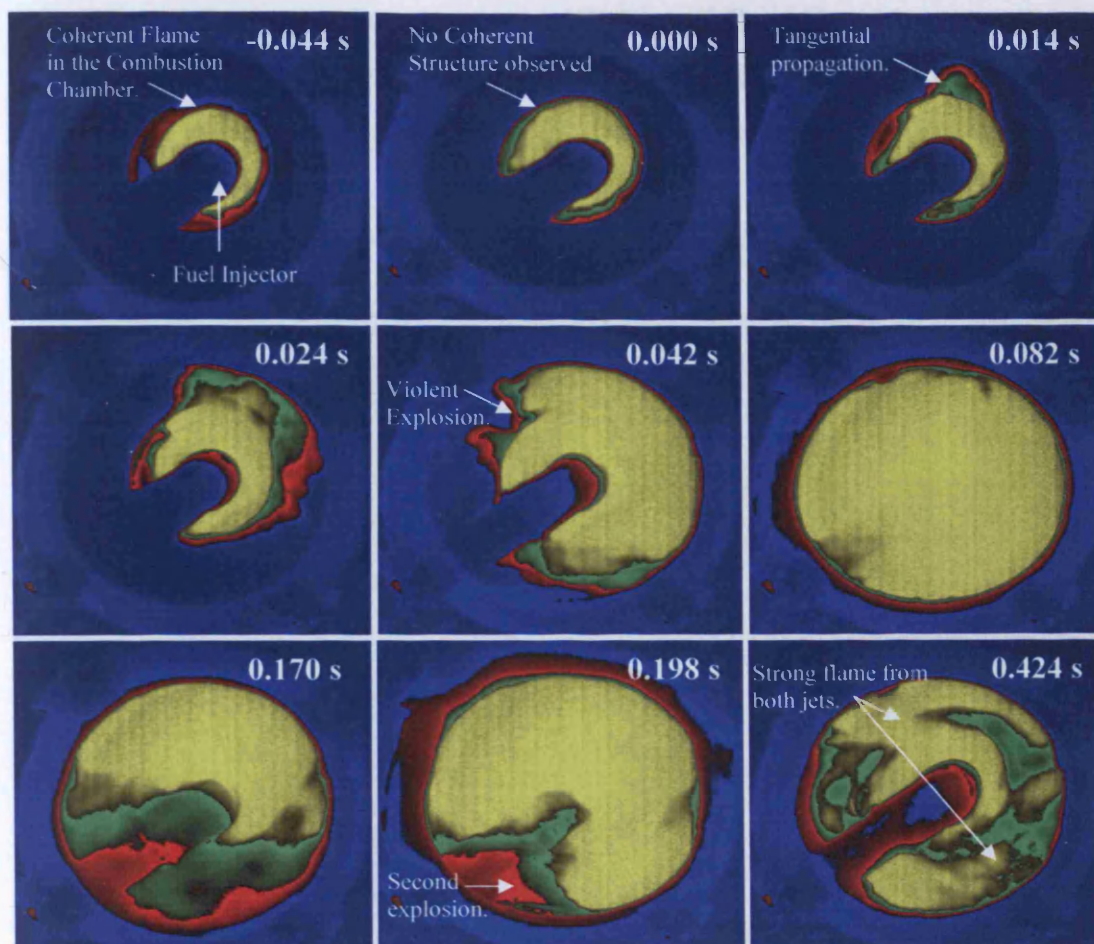 Coherent Flame
in the Combustion
Chamber.
-0.044 s
Fuel Injector
No Coherent
Structure observed
0.000 s
Tangential
propagation.
0.014 s
0.024 s
Violent
Explosion.
0.042 s
0.082 s
0.170 s
0.198 s
Second
explosion.
Strong flame from
both jets.
0.424 s